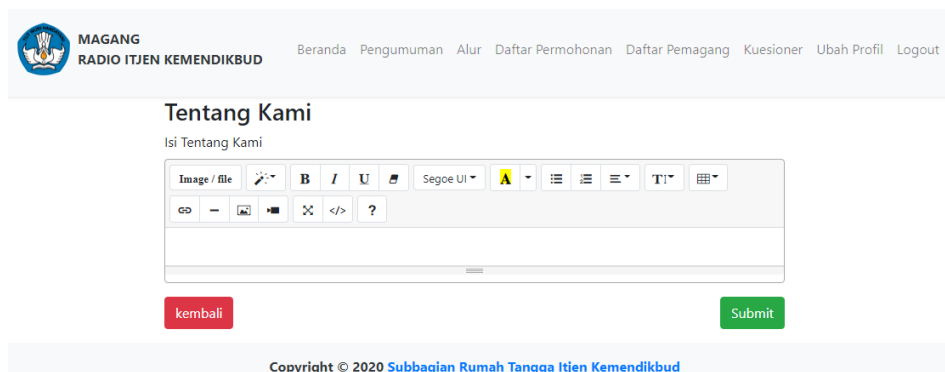 MAGANG
RADIO ITJEN KEMENDIKBUD
Beranda Pengumuman Alur Daftar Permohonan Daftar Pemagang Kuesioner Ubah Profil Logout
Tentang Kami
Isi Tentang Kami
Image / file B I U Segoe UI A TI
</> ?
kembali Submit
Copyright © 2020 Subbagian Rumah Tangga Itjen Kemendikbud